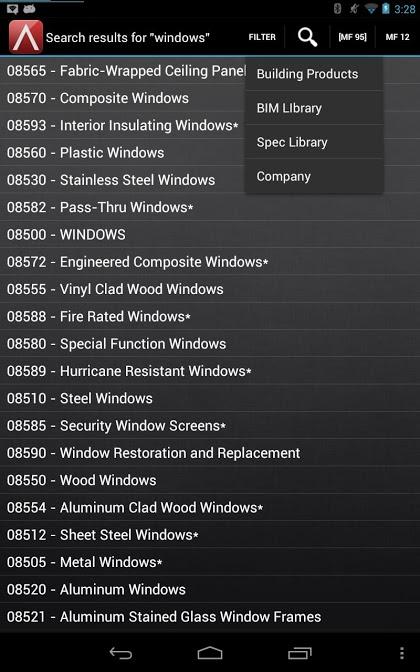 3:28
Search results for "windows"
FILTER
[MF 95]
MF 12
Building Products
BIM LIbrary
Spec Library
Company
08565 - Fabric-Wrapped Ceiling Panel
08570 - Composite Windows
08593 - Interior Insulating Windows*
08560 - Plastic Windows
08530 - Stainless Steel Windows
08582 - Pass-Thru Windows*
08500 - WINDOWS
08572 - Engineered Composite Windows*
08555 - Vinyl Clad Wood Windows
08588 - Fire Rated Windows*
08580 - Special Function Windows
08589 - Hurricane Resistant Windows*
08510 - Steel Windows
08585 - Security Window Screens*
08590 - Window Restoration and Replacement
08550 - Wood Windows
08554 - Aluminum Clad Wood Windows*
08512 - Sheet Steel Windows*
08505 - Metal Windows*
08520 - Aluminum Windows
08521 - Aluminum Stained Glass Window Frames